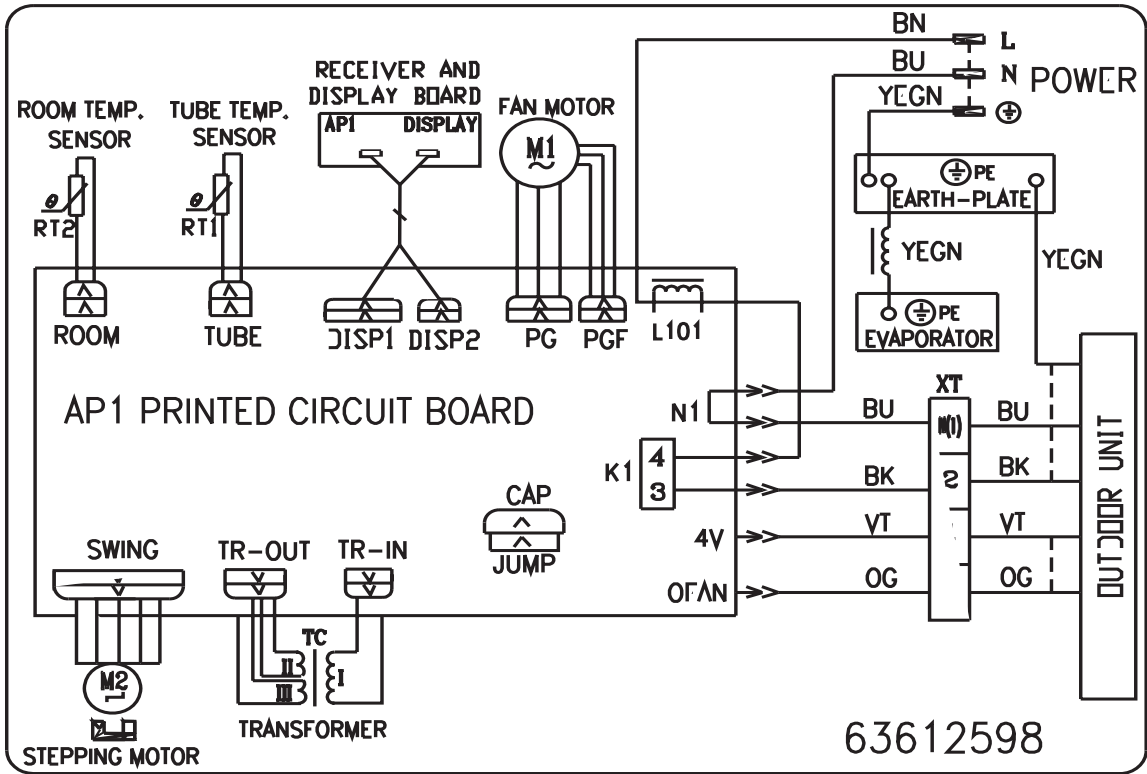 BN
L
BU
N
POWER
YEGN
RECEIVER AND
DISPLAY BOARD
AP1 DISPLAY
ROOM TEMP.
SENSOR
TUBE TEMP.
SENSOR
FAN MOTOR
M1
~
PE
EARTH-PLATE
θ
RT2
θ
RT1
YEGN
YEGN
PE
EVAPORATOR
ROOM
TUBE
DISP2
PG
PGF
L101
AP1 PRINTED CIRCUIT BOARD
N1
XT
BU
N(1)
BU
K1
4
3
BK
2
BK
CAP
JUMP
4V
VT
VT
OG
OG
OUTDOOR UNIT
SWING
TR-OUT
TR-IN
TC
II
III
I
M2
TRANSFORMER
STEPPING MOTOR
63612598